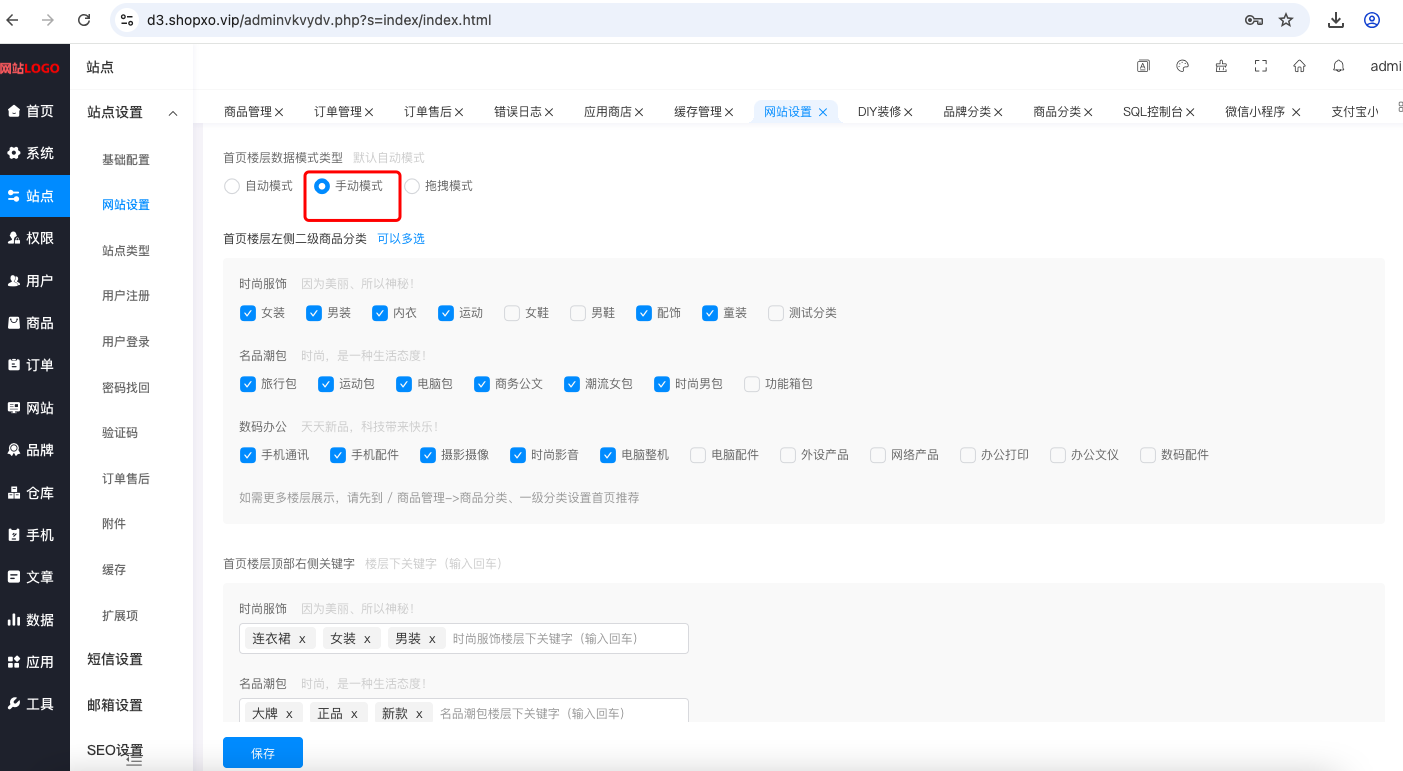 d3.shopxo.vip/adminvkvydv.php?s=index/index.html
网站LOGO
首页
系统
站点
权限
用户
商品
订单
网站
品牌
仓库
手机
文章
数据
应用
工具
站点
站点设置
基础配置
网站设置
站点类型
用户注册
用户登录
密码找回
验证码
订单售后
附件
缓存
扩展项
短信设置
邮箱设置
SEO设置
admi
商品管理 订单管理 订单售后 错误日志 应用商店 缓存管理 网站设置 DIY装修 品牌分类 商品分类 SQL控制台 微信小程序 支付宝小
首页楼层数据模式类型 默认自动模式
自动模式 手动模式 拖拽模式
首页楼层左侧二级商品分类 可以多选
时尚服饰 因为美丽、所以神秘!
女装 男装 内衣 运动 女鞋 男鞋 配饰 童装 测试分类
名品潮包 时尚，是一种生活态度!
旅行包 运动包 电脑包 商务公文 潮流女包 时尚男包 功能箱包
数码办公 天天新品，科技带来快乐!
手机通讯 手机配件 摄影摄像 时尚影音 电脑整机 电脑配件 外设产品 网络产品 办公打印 办公文仪 数码配件
如需更多楼层展示，请先到 / 商品管理->商品分类、一级分类设置首页推荐
首页楼层顶部右侧关键字 楼层下关键字（输入回车）
时尚服饰 因为美丽、所以神秘!
连衣裙 x 女装 x 男装 x 时尚服饰楼层下关键字（输入回车）
名品潮包 时尚，是一种生活态度!
大牌 x 正品 x 新款 x 名品潮包楼层下关键字（输入回车）
保存